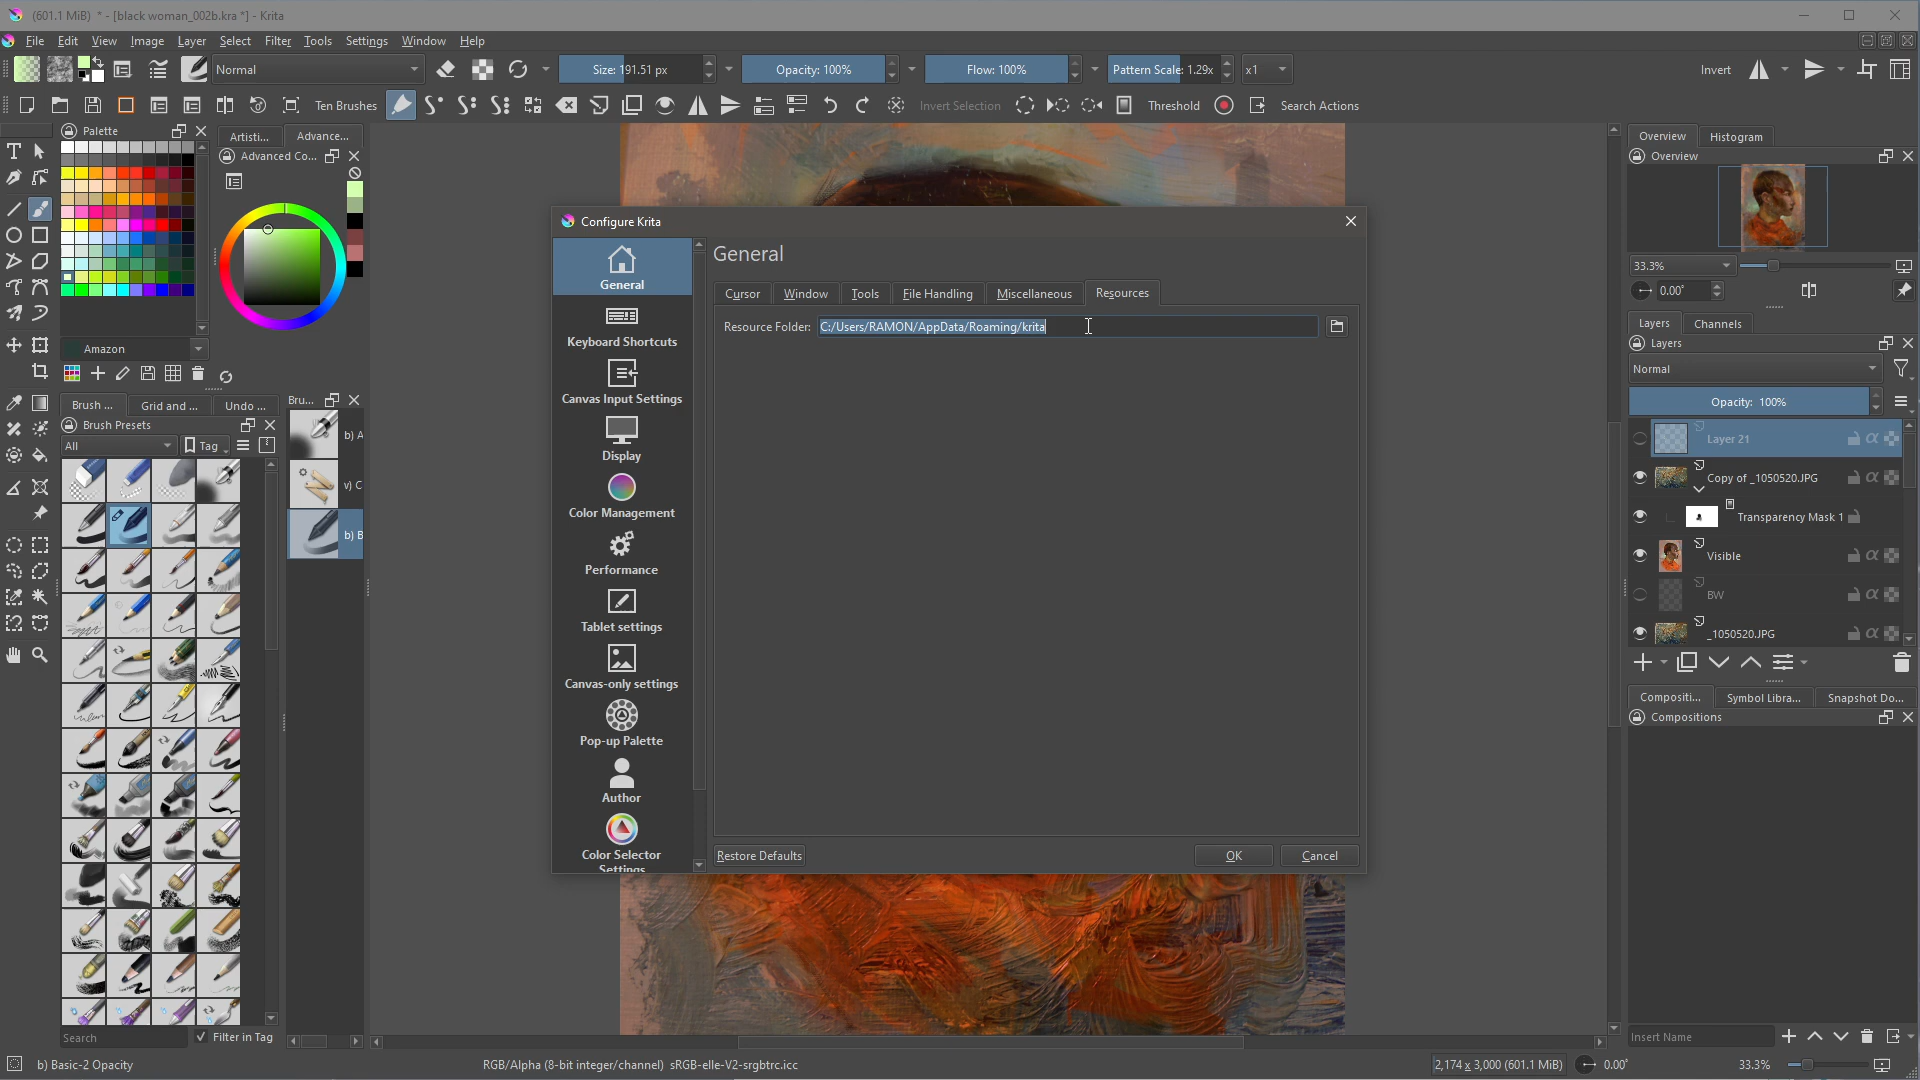 (601.1 MiB) * - [black woman_002b.kra *] - Krita
File Edit View Image Layer Select Filter Tools Settings Window Help
Normal
Size: 191.51 px
Opacity: 100%
Flow: 100%
Pattern Scale: 1.29x
x1
Invert
Ten Brushes
Invert Selection
Threshold
Search Actions
Palette
Amazon
Artisti...
Advance...
Advanced Co...
Brush ...
Grid and ...
Undo ...
Brush Presets
All
Tag
Search
Filter in Tag
Bru...
b) A
v) C
b) B
Configure Krita
General
Keyboard Shortcuts
Canvas Input Settings
Display
Color Management
Performance
Tablet settings
Canvas-only settings
Pop-up Palette
Author
Color Selector
Settings
General
Cursor
Window
Tools
File Handling
Miscellaneous
Resources
Resource Folder: C:/Users/RAMON/AppData/Roaming/krita
Restore Defaults
OK
Cancel
Overview
Histogram
Overview
33.3%
0.00°
Layers
Channels
Layers
Normal
Opacity: 100%
Layer 21
Copy of _1050520.JPG
Transparency Mask 1
Visible
BW
_1050520.JPG
Compositi...
Symbol Libra...
Snapshot Do...
Compositions
Insert Name
b) Basic-2 Opacity
RGB/Alpha (8-bit integer/channel) sRGB-elle-V2-srgbtrc.icc
2,174 x 3,000 (601.1 MiB)
0.00°
33.3%